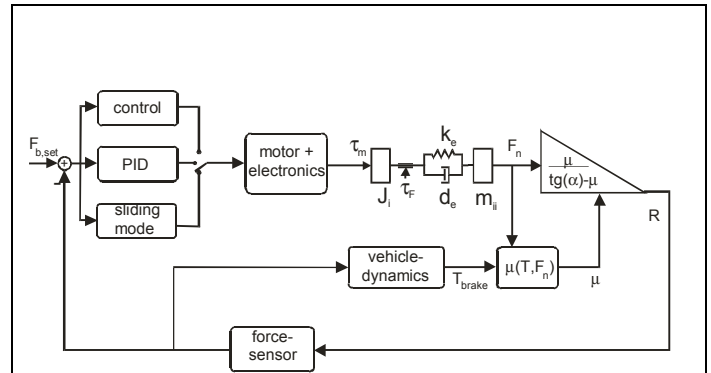 control
F_b,set
+
-
PID
sliding
mode
motor +
electronics
τ_m
J_i
τ_F
k_e
d_e
m_ii
F_n
μ
tg(α)-μ
R
vehicle-
dynamics
T_brake
μ(T,F_n)
μ
force-
sensor